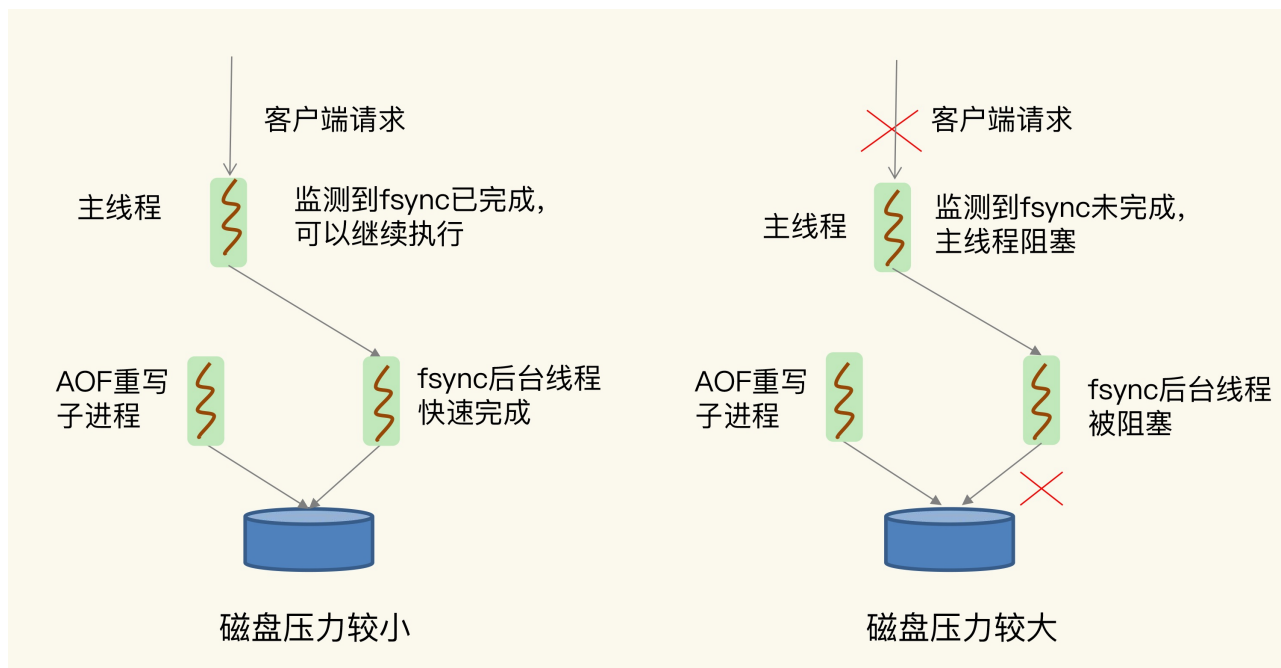 客户端请求
主线程
监测到fsync已完成，
可以继续执行
AOF重写
子进程
fsync后台线程
快速完成
磁盘压力较小
客户端请求
主线程
监测到fsync未完成，
主线程阻塞
AOF重写
子进程
fsync后台线程
被阻塞
磁盘压力较大